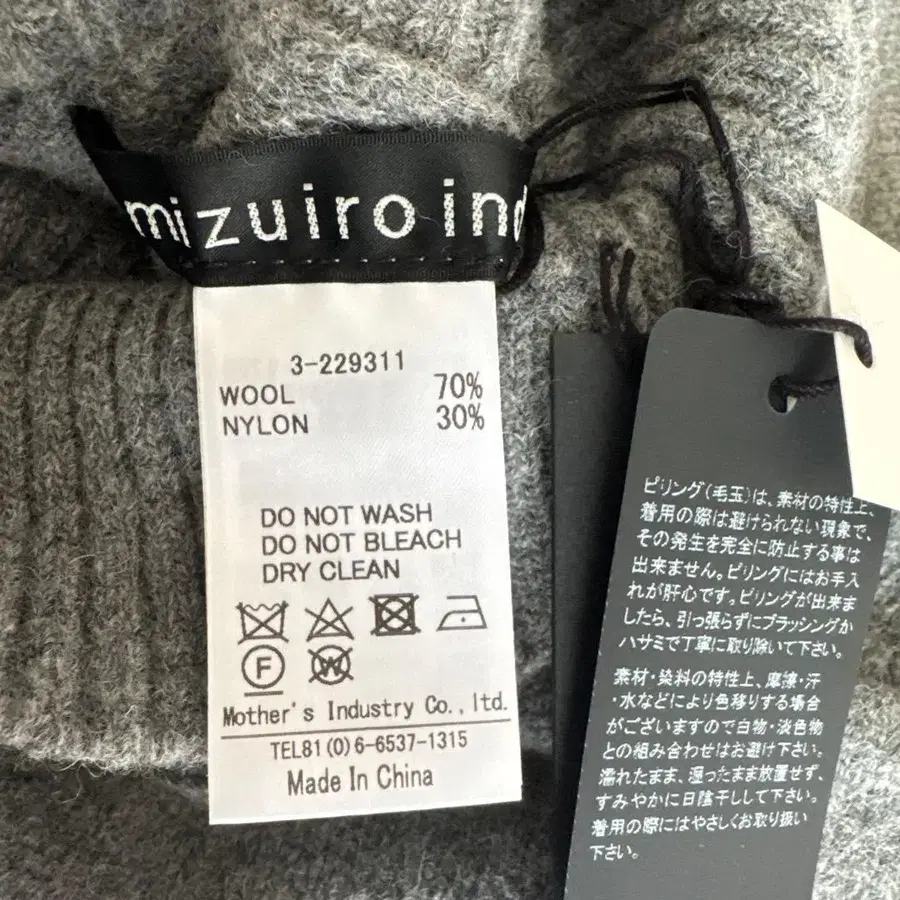 mizuiro ind
3-229311
WOOL 70%
NYLON 30%
DO NOT WASH
DO NOT BLEACH
DRY CLEAN
F
W
Mother's Industry Co., ltd.
TEL81(0)6-6537-1315
Made In China
ピリング(毛玉)は、素材の特性上、
着用の際は避けられない現象で、
その発生を完全に防止する事は
出来ません。ピリングにはお手入
れが肝心です。ピリングが出来ま
したら、引っ張らずにブラッシングか
ハサミで丁寧に取り除いて下さい。
素材・染料の特性上、摩擦・汗
・水などにより色移りする場合
がございますので白物・淡色物
との組み合わせはお避け下さい。
濡れたまま、湿ったまま放置せず、
すみやかに日陰干しして下さい。
着用の際にはやさしくお取り扱い
下さい。